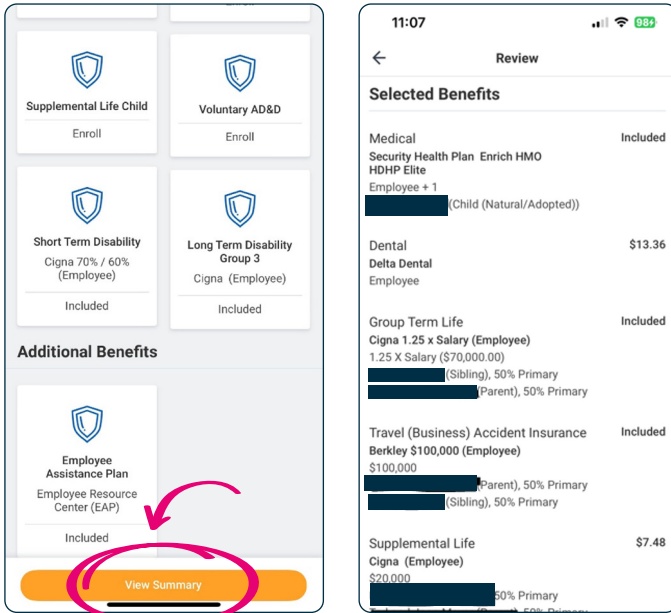 Supplemental Life Child
Enroll
Voluntary AD&D
Enroll
Short Term Disability
Cigna 70% / 60%
(Employee)
Included
Long Term Disability
Group 3
Cigna (Employee)
Included
Additional Benefits
Employee
Assistance Plan
Employee Resource
Center (EAP)
Included
View Summary
11:07
98
Review
Selected Benefits
Medical Included
Security Health Plan Enrich HMO
HDHP Elite
Employee + 1
(Child (Natural/Adopted))
Dental $13.36
Delta Dental
Employee
Group Term Life Included
Cigna 1.25 x Salary (Employee)
1.25 X Salary ($70,000.00)
(Sibling), 50% Primary
(Parent), 50% Primary
Travel (Business) Accident Insurance Included
Berkley $100,000 (Employee)
$100,000
(Parent), 50% Primary
(Sibling), 50% Primary
Supplemental Life $7.48
Cigna (Employee)
$20,000
50% Primary